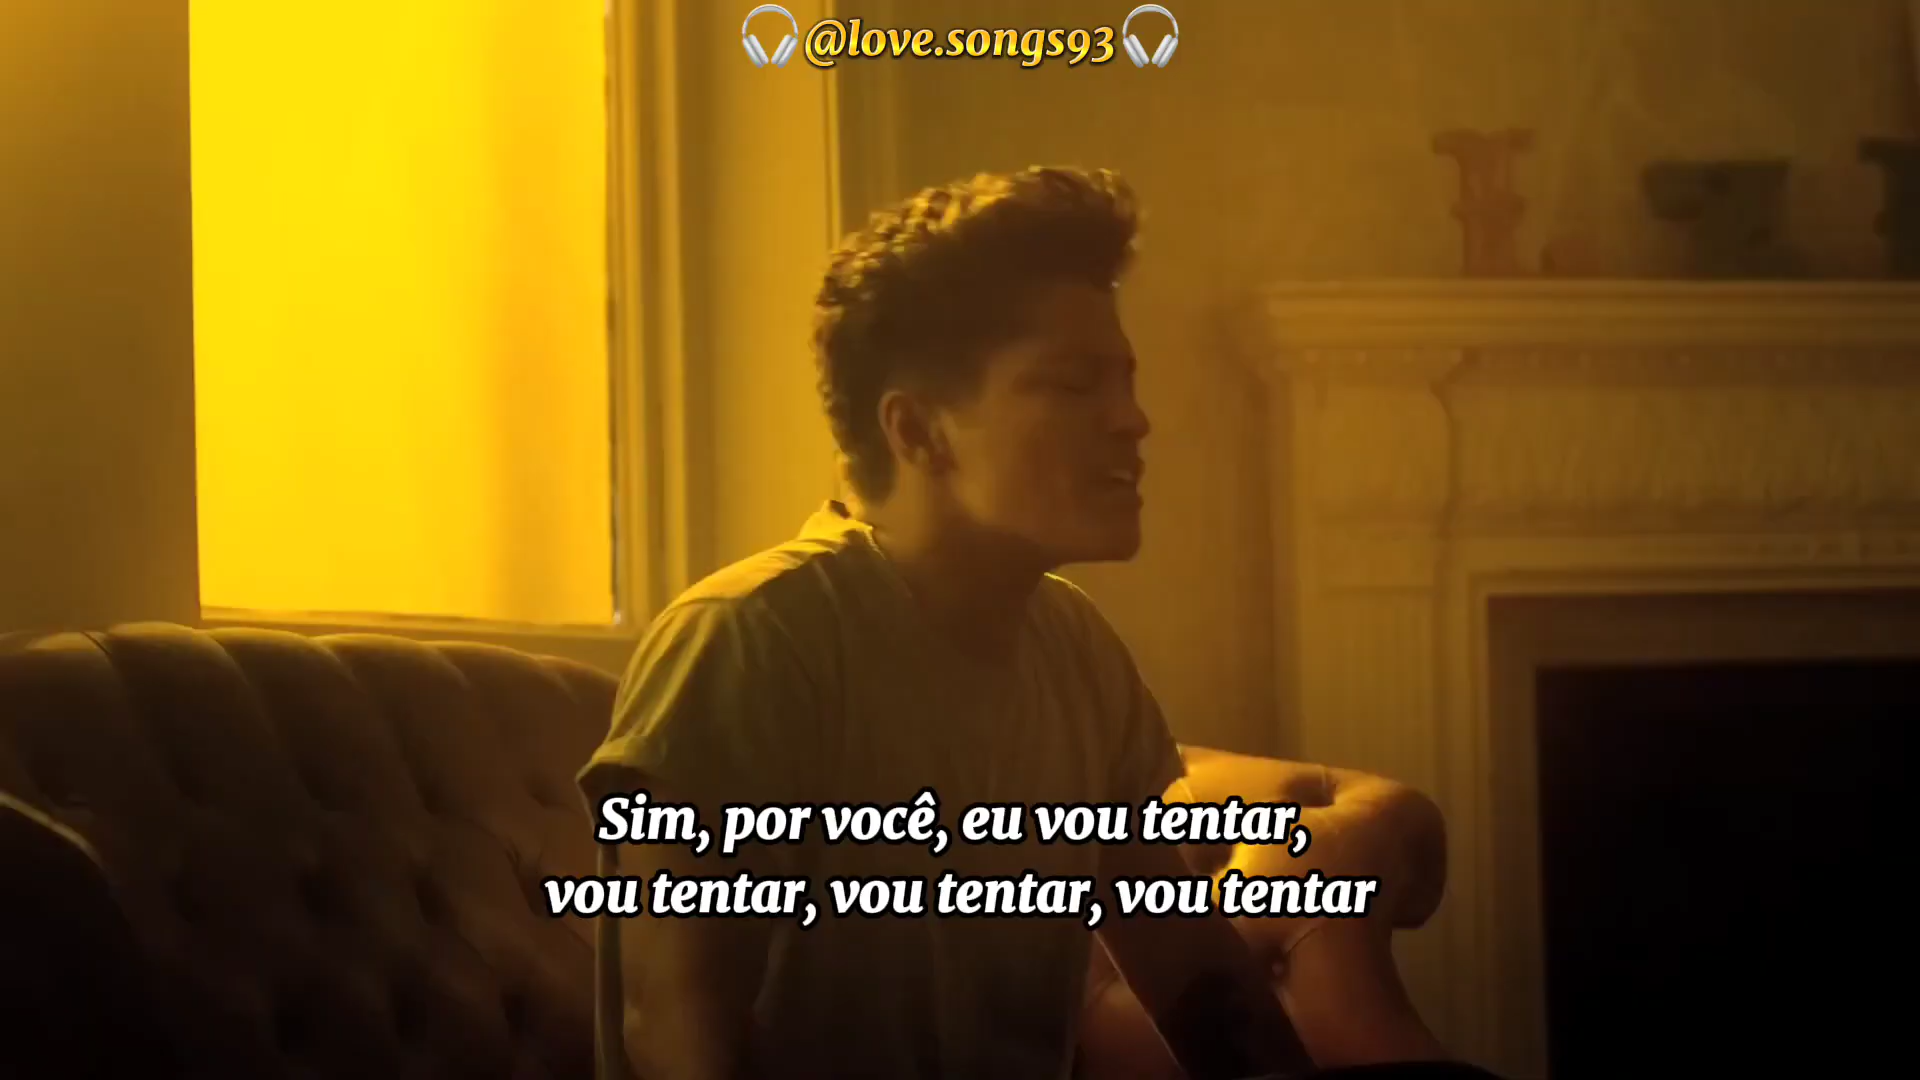 @love.songs93
Sim, por você, eu vou tentar,
vou tentar, vou tentar, vou tentar